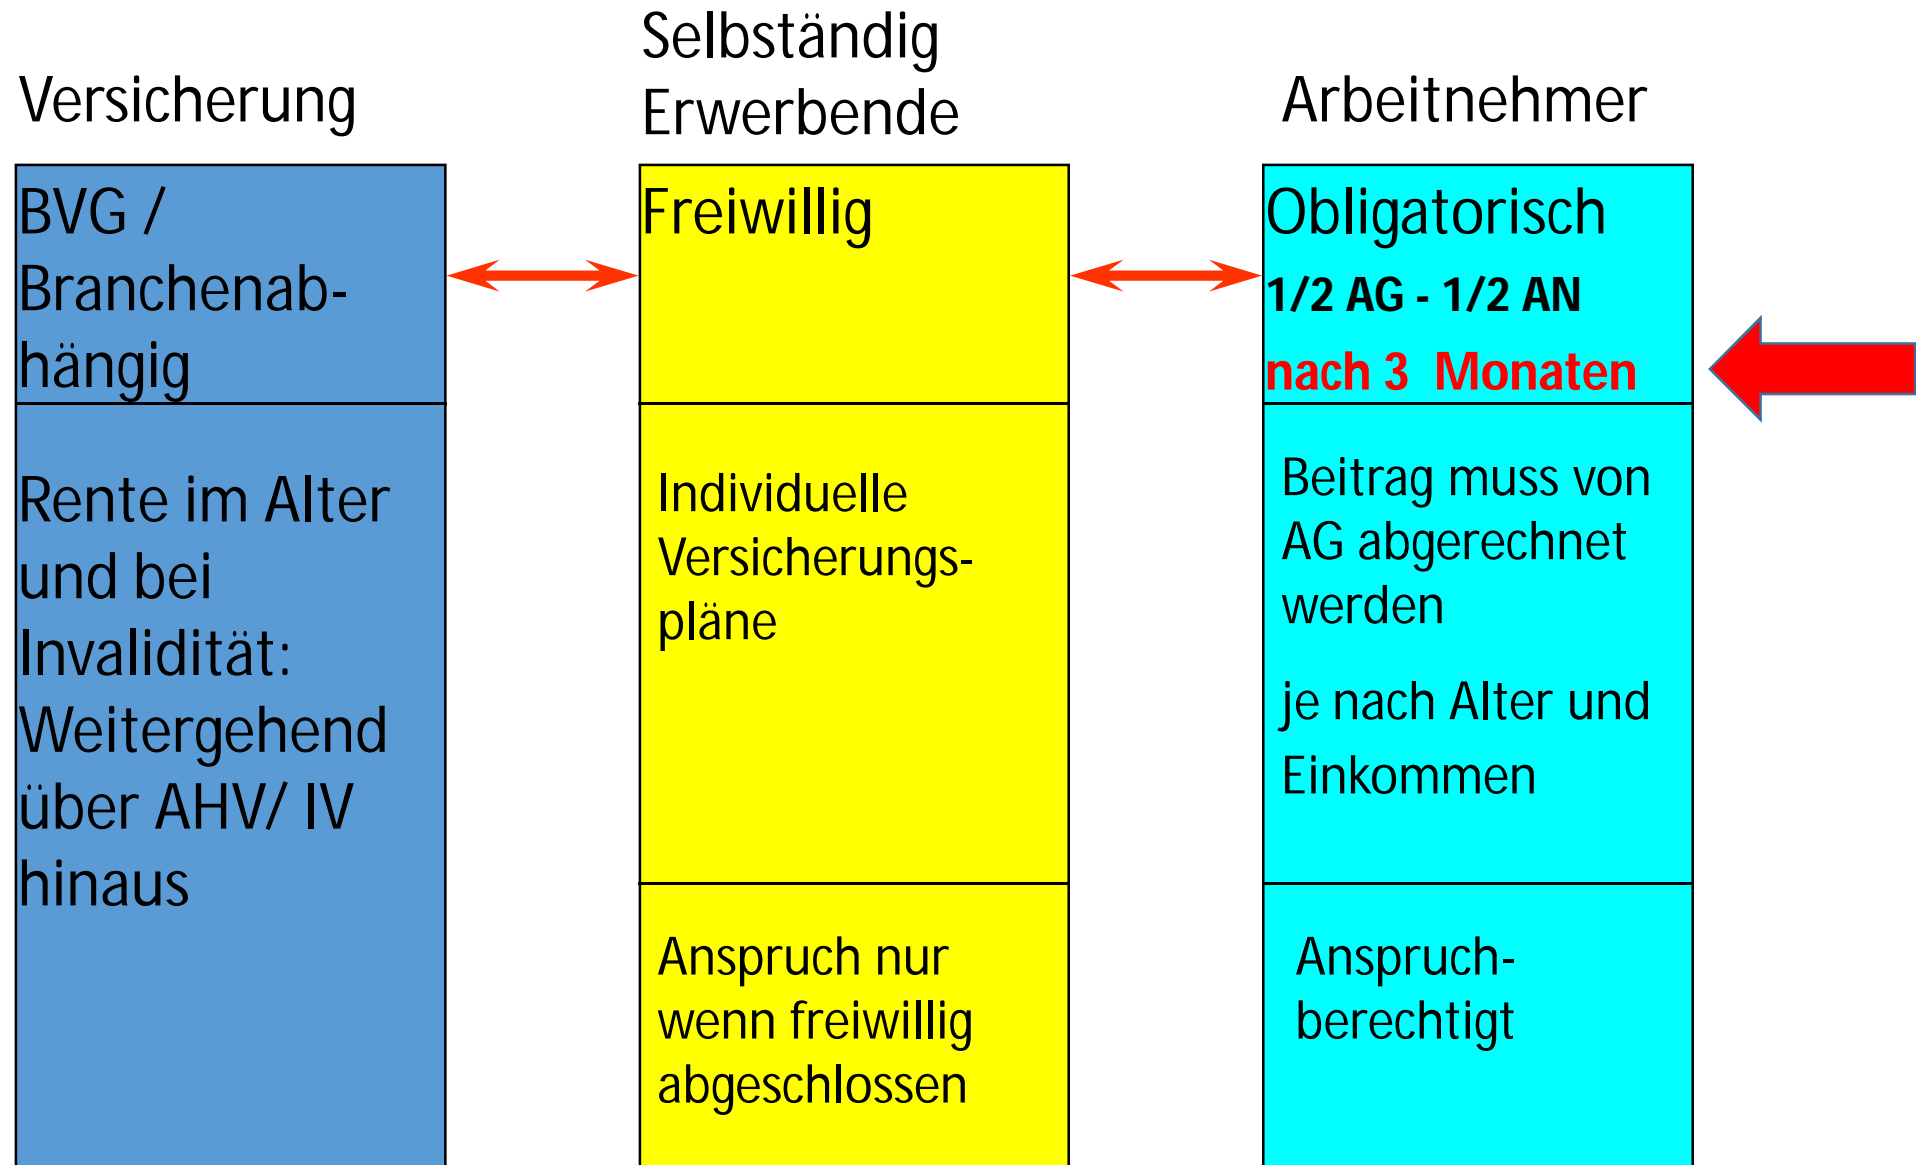 Versicherung
Selbständig
Erwerbende
Arbeitnehmer
BVG /
Branchenab-
hängig
Rente im Alter
und bei
Invalidität:
Weitergehend
über AHV/ IV
hinaus
Freiwillig
Individuelle
Versicherungs-
pläne
Anspruch nur
wenn freiwillig
abgeschlossen
Obligatorisch
1/2 AG - 1/2 AN
nach 3 Monaten
Beitrag muss von
AG abgerechnet
werden
je nach Alter und
Einkommen
Anspruch-
berechtigt